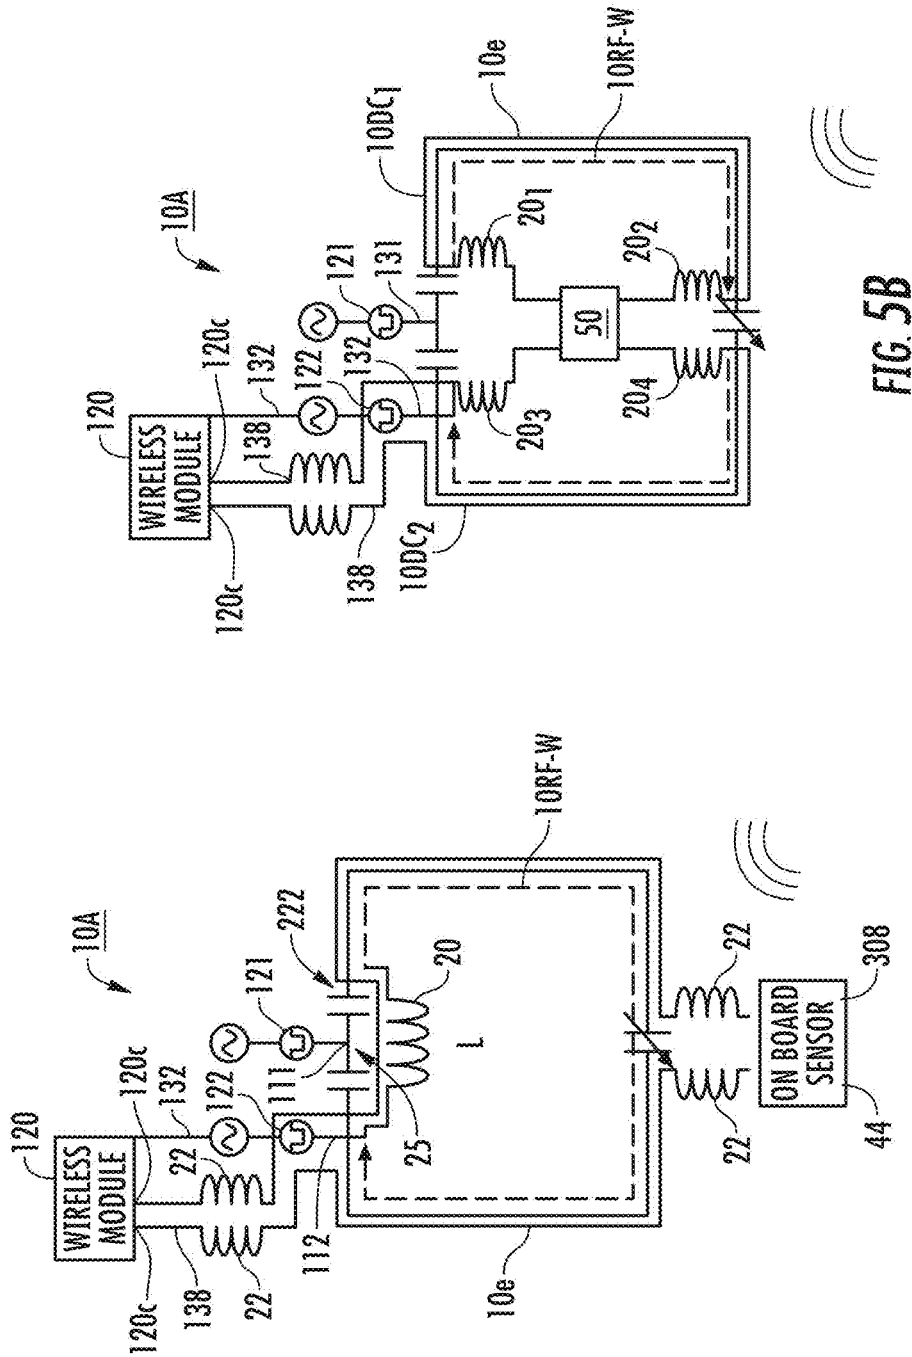 10A
120
WIRELESS
MODULE
120c
120c
132
138
22
22
122
121
111
112
222
25
20
L
10RF-W
10e
22
22
ON BOARD
SENSOR
44
308
10A
120
WIRELESS
MODULE
120c
120c
132
138
138
122
121
131
132
10DC1
10DC2
10e
10RF-W
201
203
50
202
204
FIG. 5B